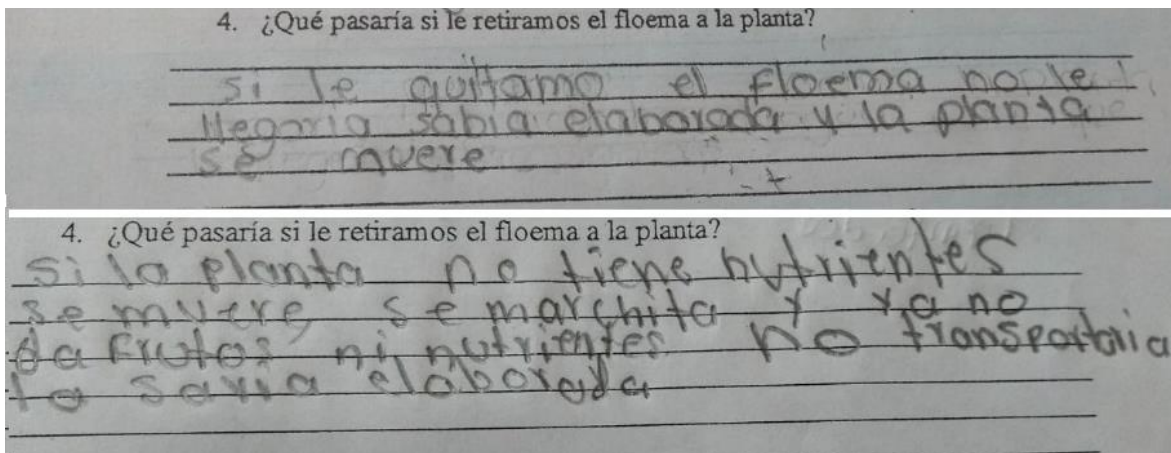 4. ¿Qué pasaría si le retiramos el floema a la planta?
si le quitamo el floema no le
llegaria sabia elaborada y la planta
se muere
4. ¿Qué pasaría si le retiramos el floema a la planta?
si la planta no tiene nutrientes
se muere se marchita y ya no
da frutos ni nutrientes no transportaria
la savia elaborada